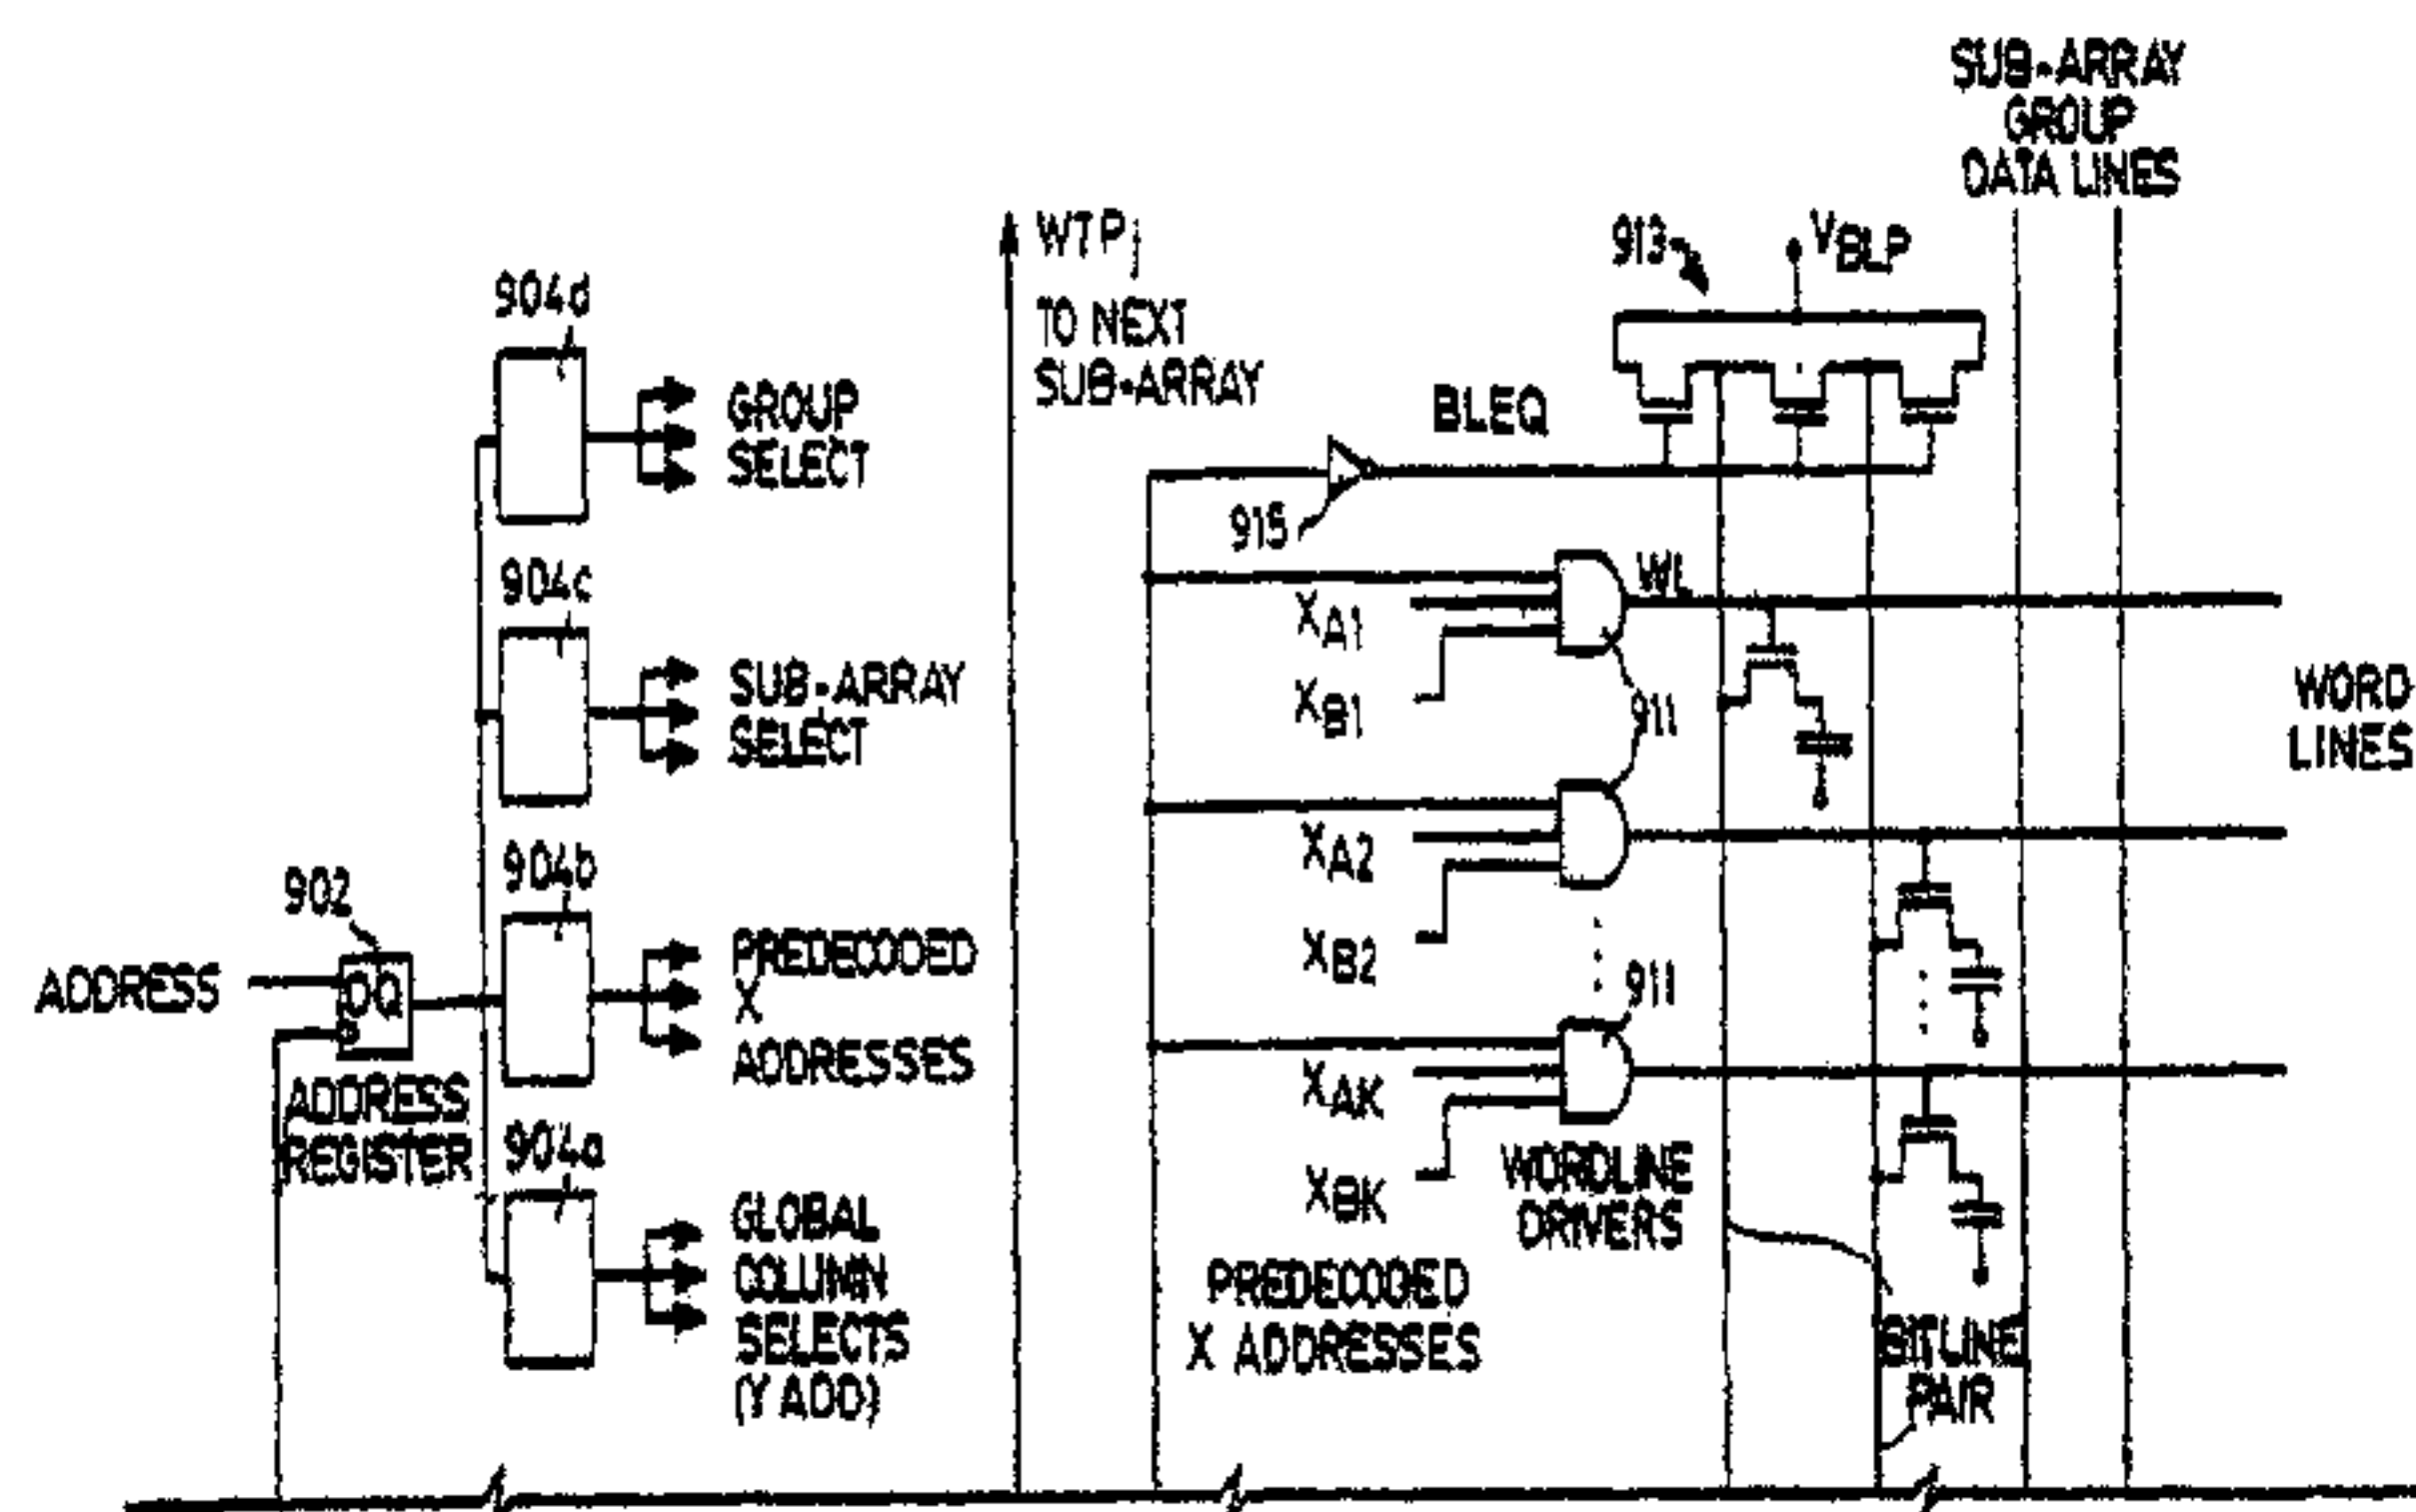 SUB-ARRAY
GROUP
DATA LINES
WTPj
TO NEXT
SUB-ARRAY
913
VBLP
904d
GROUP
SELECT
BLEQ
915
904c
SUB-ARRAY
SELECT
WL
XA1
XB1
911
WORD
LINES
904b
902
ADDRESS
DQ
ADDRESS
REGISTER
PREDECODED
X
ADDRESSES
XA2
XB2
911
XAK
XBK
WORDLINE
DRIVERS
904a
GLOBAL
COLUMN
SELECTS
(Y ADD)
PREDECODED
X ADDRESSES
BITLINE
PAIR